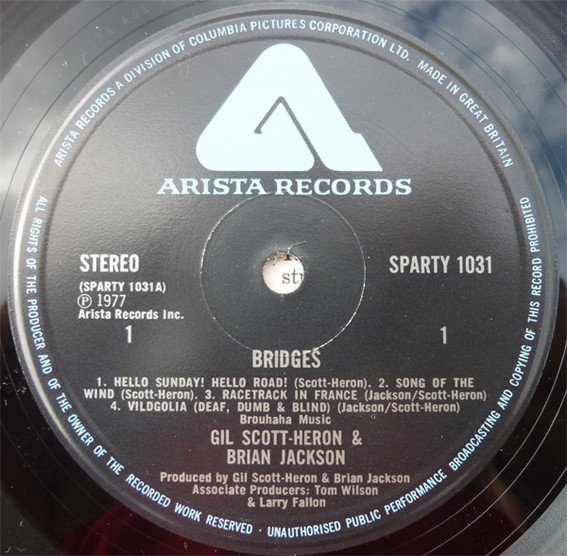 ARISTA RECORDS A DIVISION OF COLUMBIA PICTURES CORPORATION LTD. MADE IN GREAT BRITAIN
ARISTA RECORDS
STEREO
SPARTY 1031
(SPARTY 1031A)
℗ 1977
Arista Records Inc.
1
1
BRIDGES
1. HELLO SUNDAY! HELLO ROAD! (Scott-Heron). 2. SONG OF THE
WIND (Scott-Heron). 3. RACETRACK IN FRANCE (Jackson/Scott-Heron)
4. VILDGOLIA (DEAF, DUMB & BLIND) (Jackson/Scott-Heron)
Brouhaha Music
GIL SCOTT-HERON &
BRIAN JACKSON
Produced by Gil Scott-Heron & Brian Jackson
Associate Producers: Tom Wilson
& Larry Fallon
ALL RIGHTS OF THE PRODUCER AND OF THE OWNER OF THE RECORDED WORK RESERVED · UNAUTHORISED PUBLIC PERFORMANCE BROADCASTING AND COPYING OF THIS RECORD PROHIBITED